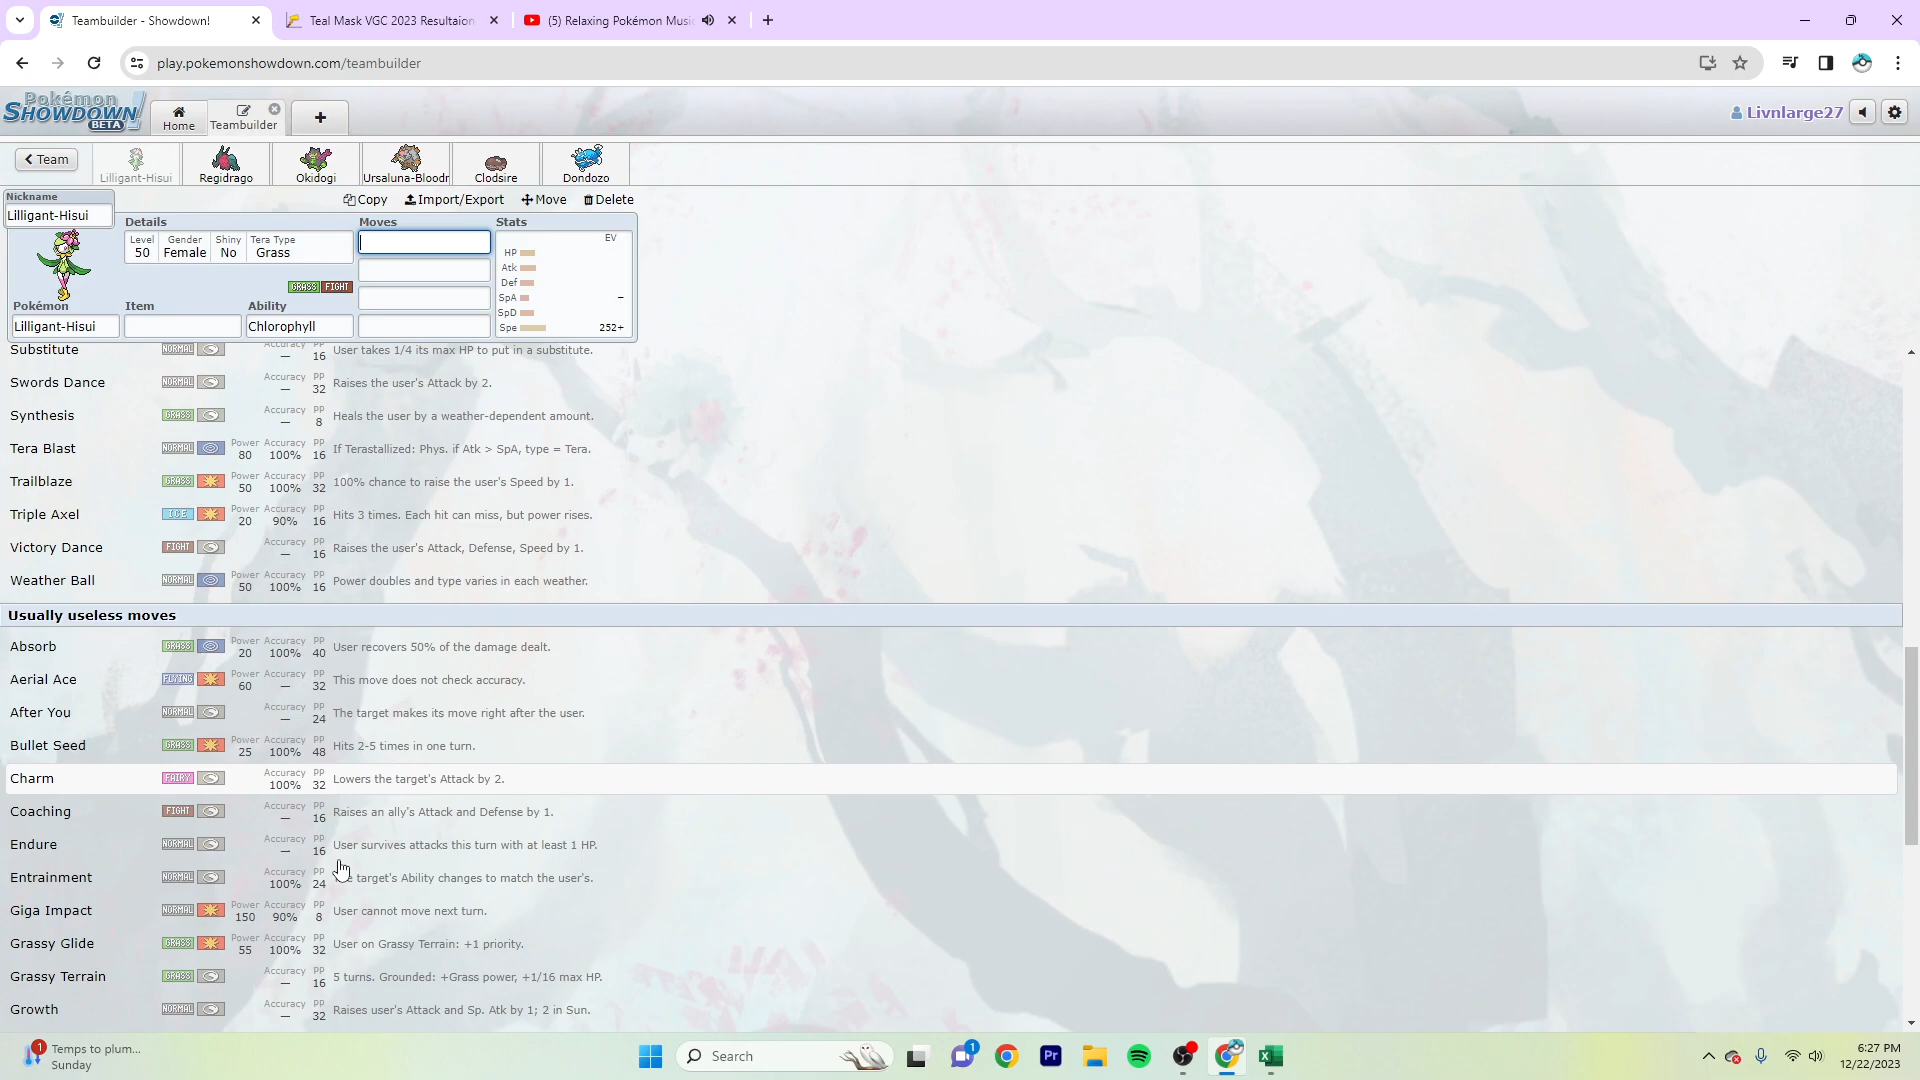 Teambuilder - Showdown!
Teal Mask VGC 2023 Resultaion
(5) Relaxing Pokémon Music
play.pokemonshowdown.com/teambuilder
Pokémon
SHOWDOWN!
BETA
Home
Teambuilder
Livnlarge27
Team
Lilligant-Hisui
Regidrago
Okidogi
Ursaluna-Bloodr
Clodsire
Dondozo
Nickname
Lilligant-Hisui
Copy
Import/Export
Move
Delete
Details
Moves
Stats
Level
Gender
Shiny
Tera Type
50
Female
No
Grass
EV
HP
Atk
Def
SpA –
SpD
Spe 252+
GRASS FIGHT
Pokémon
Item
Ability
Lilligant-Hisui
Chlorophyll
Substitute NORMAL Accuracy — PP 16 User takes 1/4 its max HP to put in a substitute.
Swords Dance NORMAL Accuracy — PP 32 Raises the user's Attack by 2.
Synthesis GRASS Accuracy — PP 8 Heals the user by a weather-dependent amount.
Tera Blast NORMAL Power 80 Accuracy 100% PP 16 If Terastallized: Phys. if Atk > SpA, type = Tera.
Trailblaze GRASS Power 50 Accuracy 100% PP 32 100% chance to raise the user's Speed by 1.
Triple Axel ICE Power 20 Accuracy 90% PP 16 Hits 3 times. Each hit can miss, but power rises.
Victory Dance FIGHT Accuracy — PP 16 Raises the user's Attack, Defense, Speed by 1.
Weather Ball NORMAL Power 50 Accuracy 100% PP 16 Power doubles and type varies in each weather.
Usually useless moves
Absorb GRASS Power 20 Accuracy 100% PP 40 User recovers 50% of the damage dealt.
Aerial Ace FLYING Power 60 Accuracy — PP 32 This move does not check accuracy.
After You NORMAL Accuracy — PP 24 The target makes its move right after the user.
Bullet Seed GRASS Power 25 Accuracy 100% PP 48 Hits 2-5 times in one turn.
Charm FAIRY Accuracy 100% PP 32 Lowers the target's Attack by 2.
Coaching FIGHT Accuracy — PP 16 Raises an ally's Attack and Defense by 1.
Endure NORMAL Accuracy — PP 16 User survives attacks this turn with at least 1 HP.
Entrainment NORMAL Accuracy 100% PP 24 target's Ability changes to match the user's.
Giga Impact NORMAL Power 150 Accuracy 90% PP 8 User cannot move next turn.
Grassy Glide GRASS Power 55 Accuracy 100% PP 32 User on Grassy Terrain: +1 priority.
Grassy Terrain GRASS Accuracy — PP 16 5 turns. Grounded: +Grass power, +1/16 max HP.
Growth NORMAL Accuracy — PP 32 Raises user's Attack and Sp. Atk by 1; 2 in Sun.
1
Temps to plum...
Sunday
Search
1
Pr
6:27 PM
12/22/2023